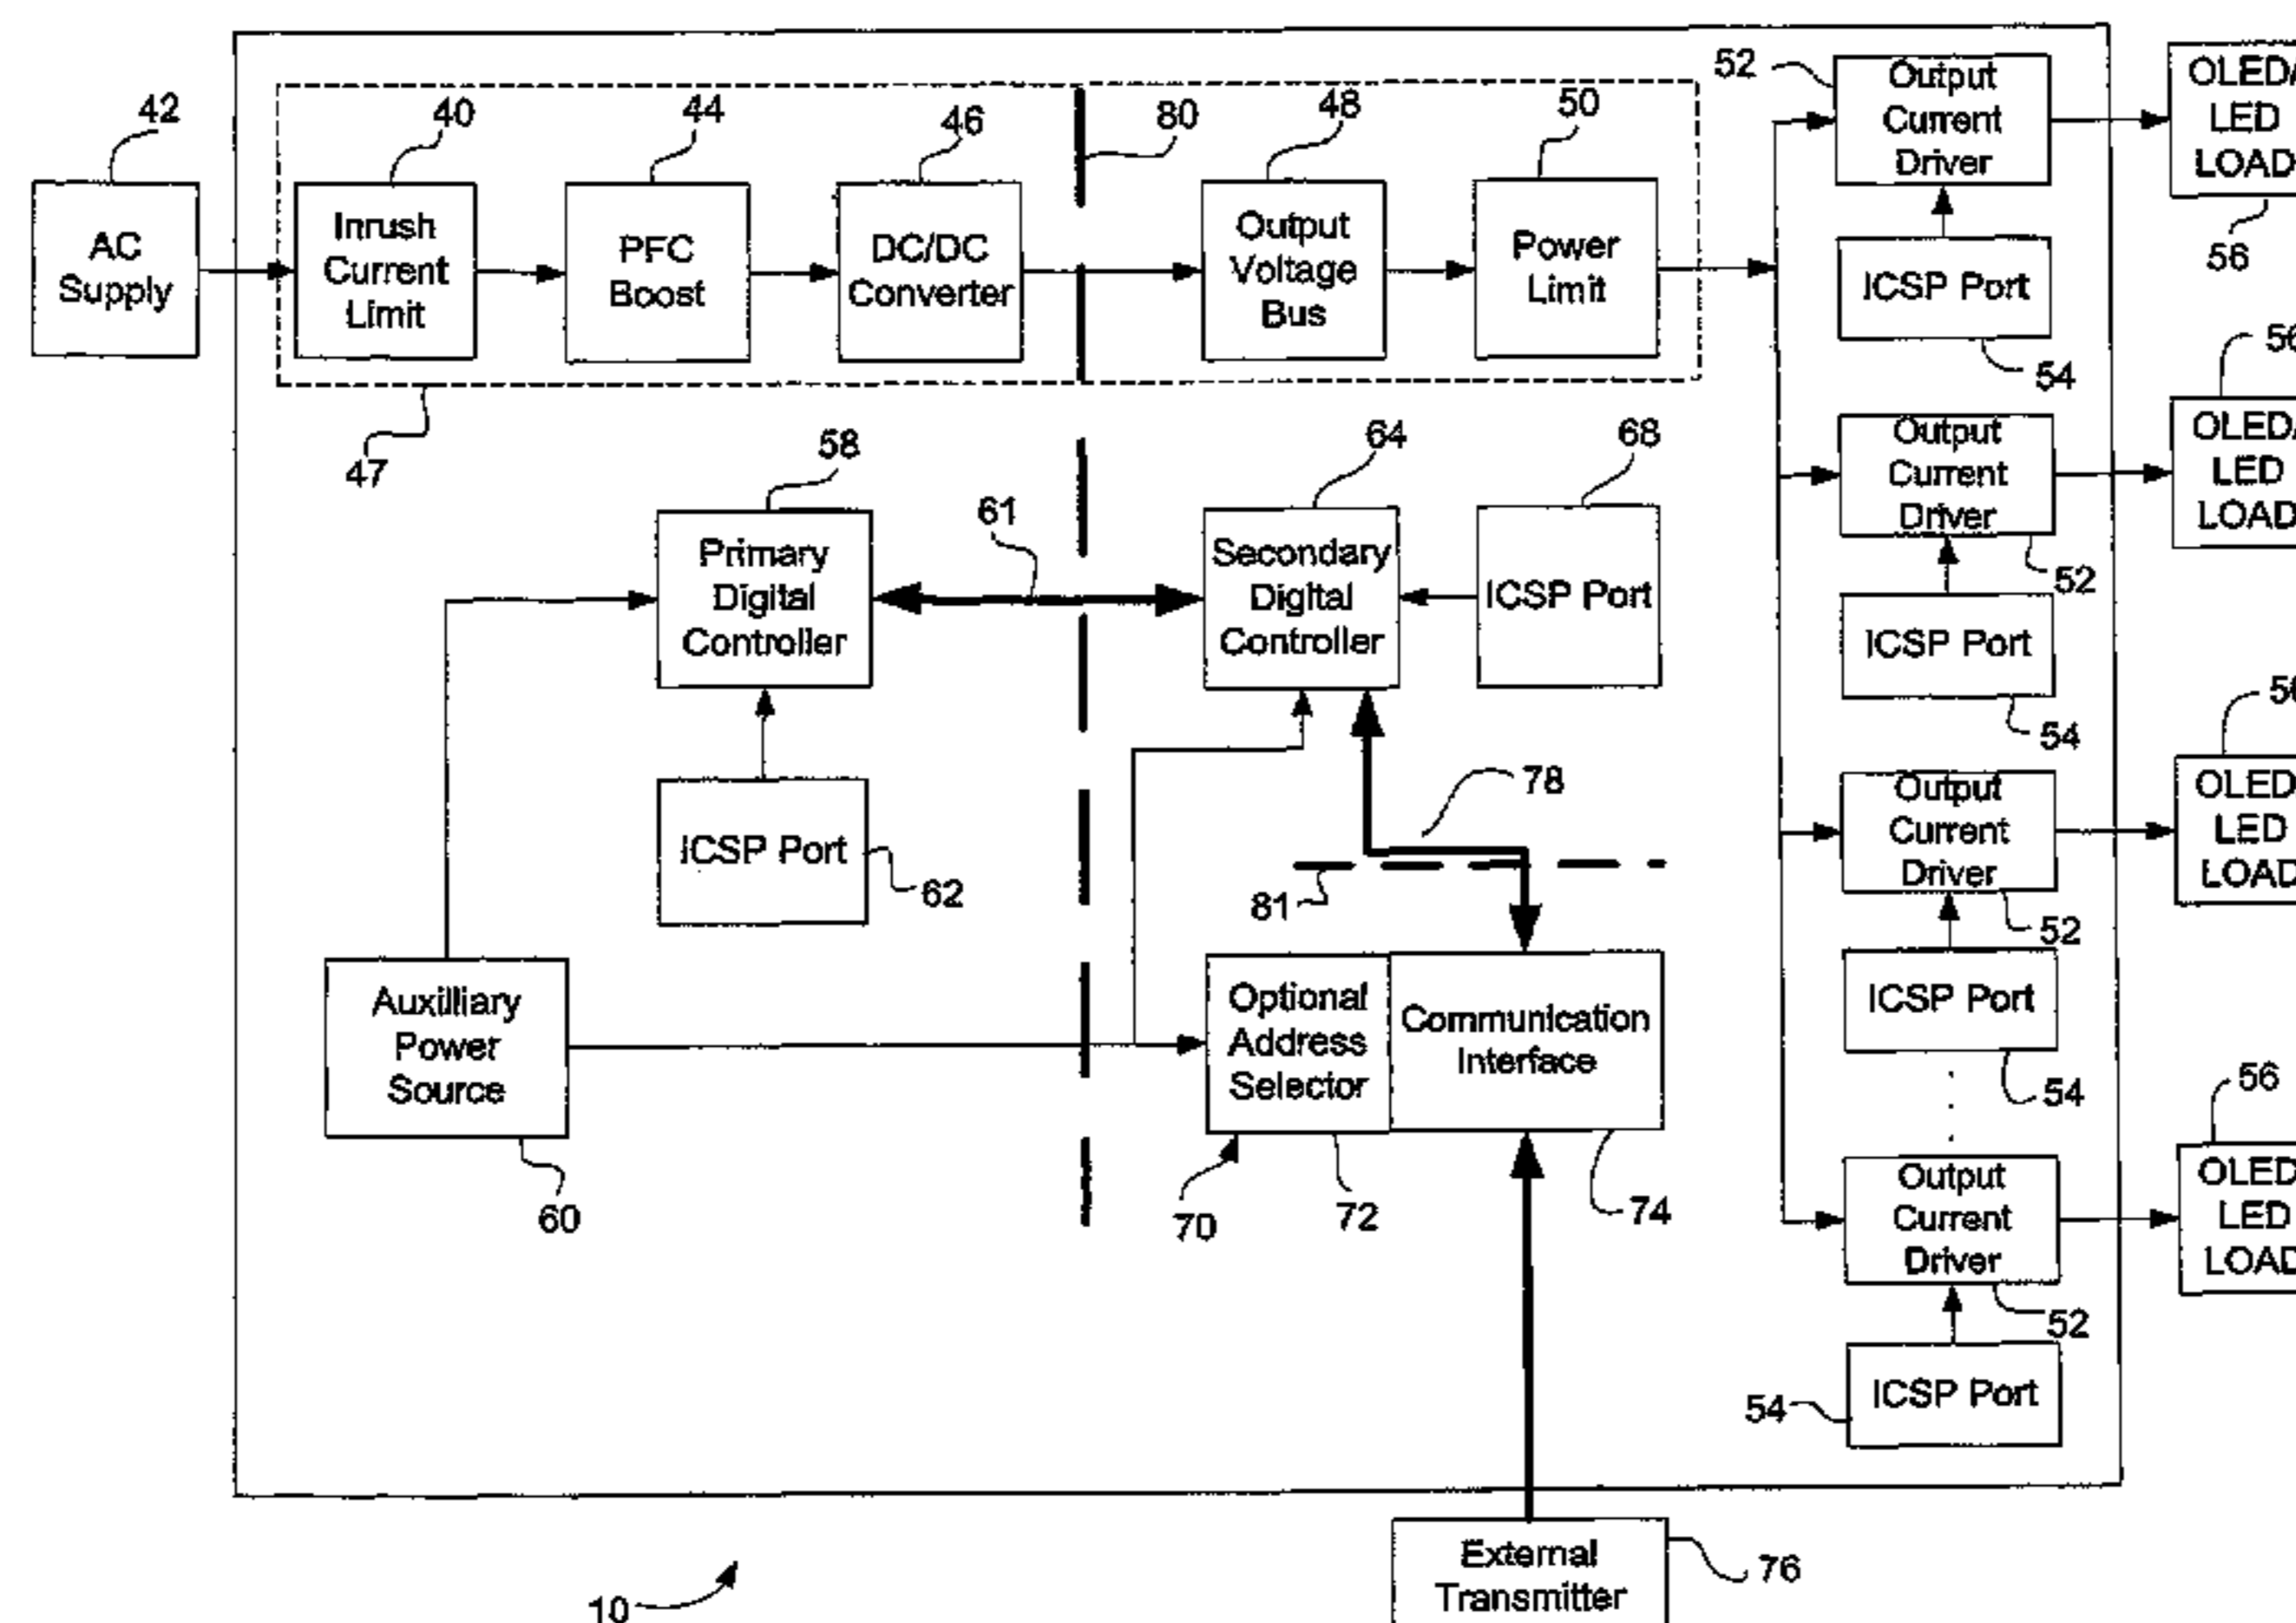 42
AC
Supply
40
Inrush
Current
Limit
44
PFC
Boost
46
DC/DC
Converter
80
48
Output
Voltage
Bus
50
Power
Limit
47
52
Output
Current
Driver
ICSP Port
54
OLED/
LED
LOAD
56
58
Primary
Digital
Controller
61
64
Secondary
Digital
Controller
68
ICSP Port
Output
Current
Driver
52
ICSP Port
54
56
OLED/
LED
LOAD
ICSP Port
62
78
81
Output
Current
Driver
52
ICSP Port
54
OLED
LED
LOAD
Auxilliary
Power
Source
60
Optional
Address
Selector
Communication
Interface
70
72
74
Output
Current
Driver
52
ICSP Port
54
56
OLED
LED
LOAD
10
External
Transmitter
76